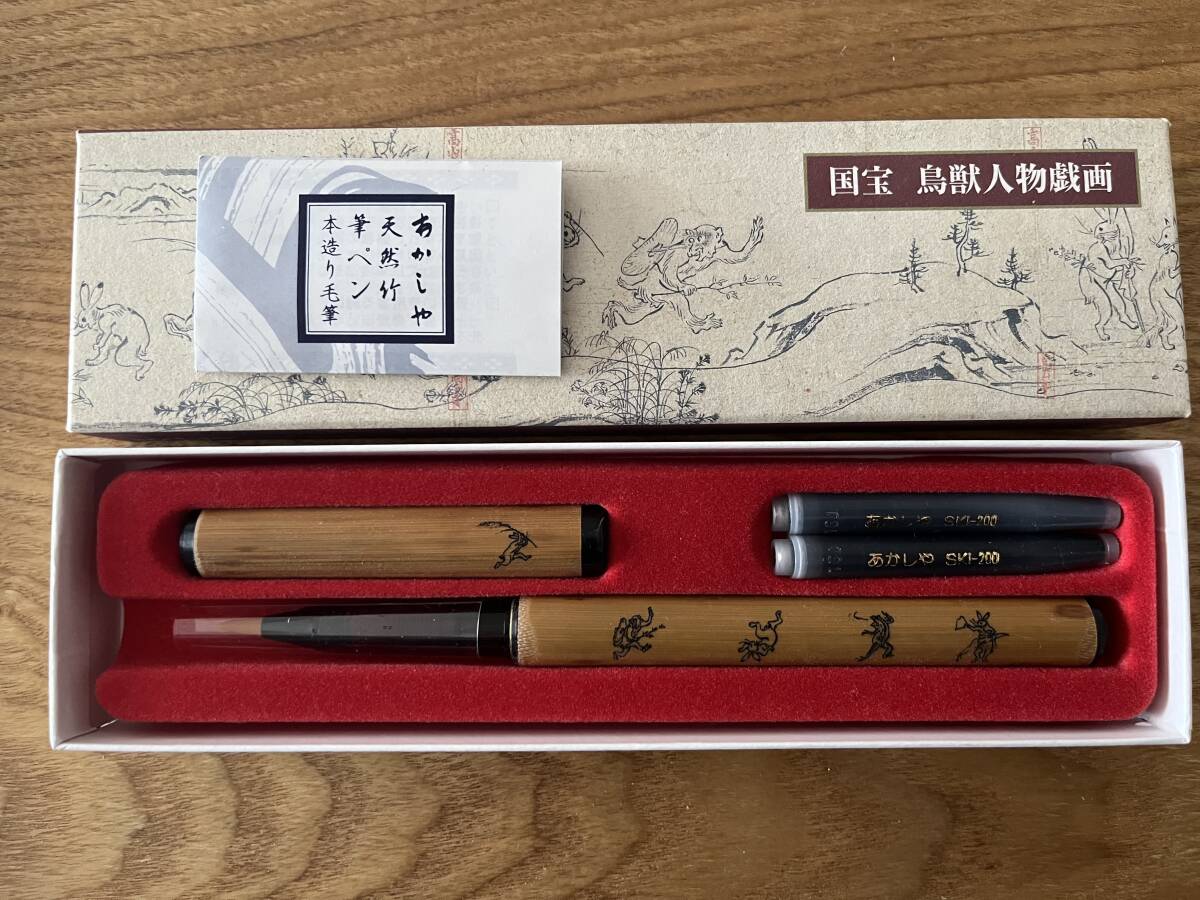 国宝 鳥獣人物戯画
あかしや
天然竹
筆ペン
本造り毛筆
あかしや SKI-200
あかしや SKI-200